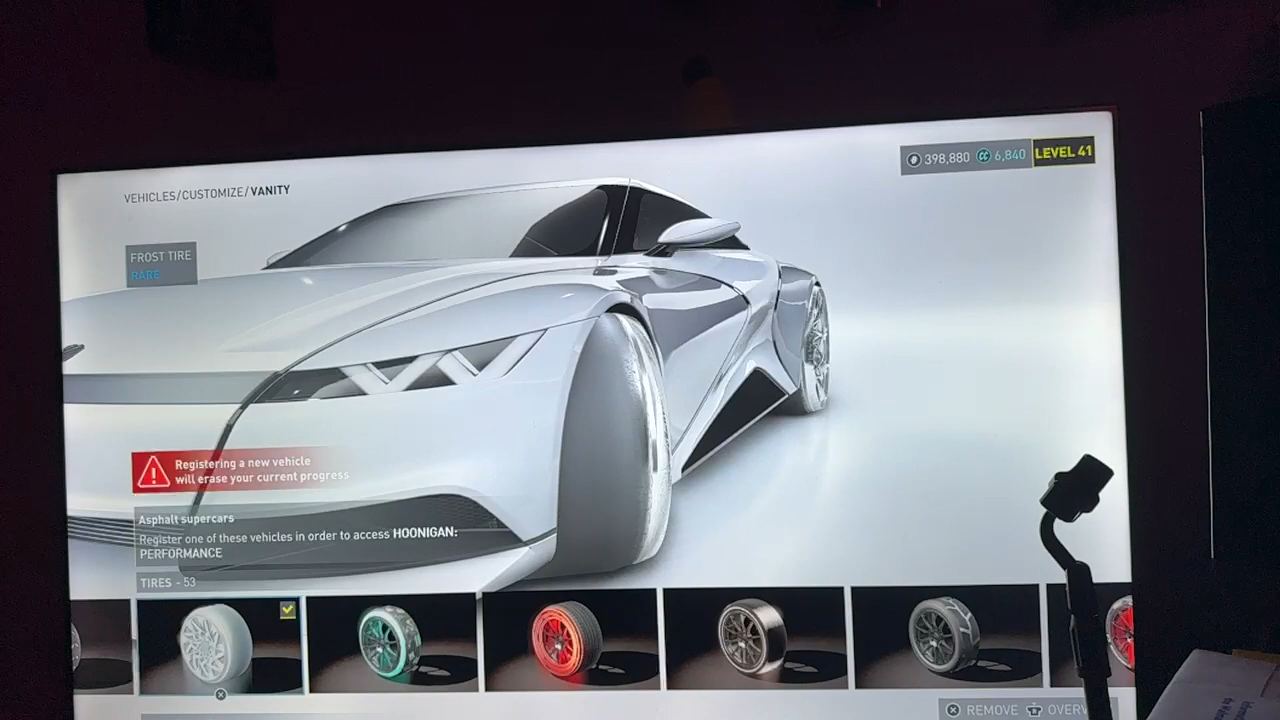 398,880 CC 6,840 LEVEL 41
VEHICLES/CUSTOMIZE/VANITY
FROST TIRE
RARE
Registering a new vehicle
will erase your current progress
Asphalt supercars
Register one of these vehicles in order to access HOONIGAN:
PERFORMANCE
TIRES - 53
REMOVE